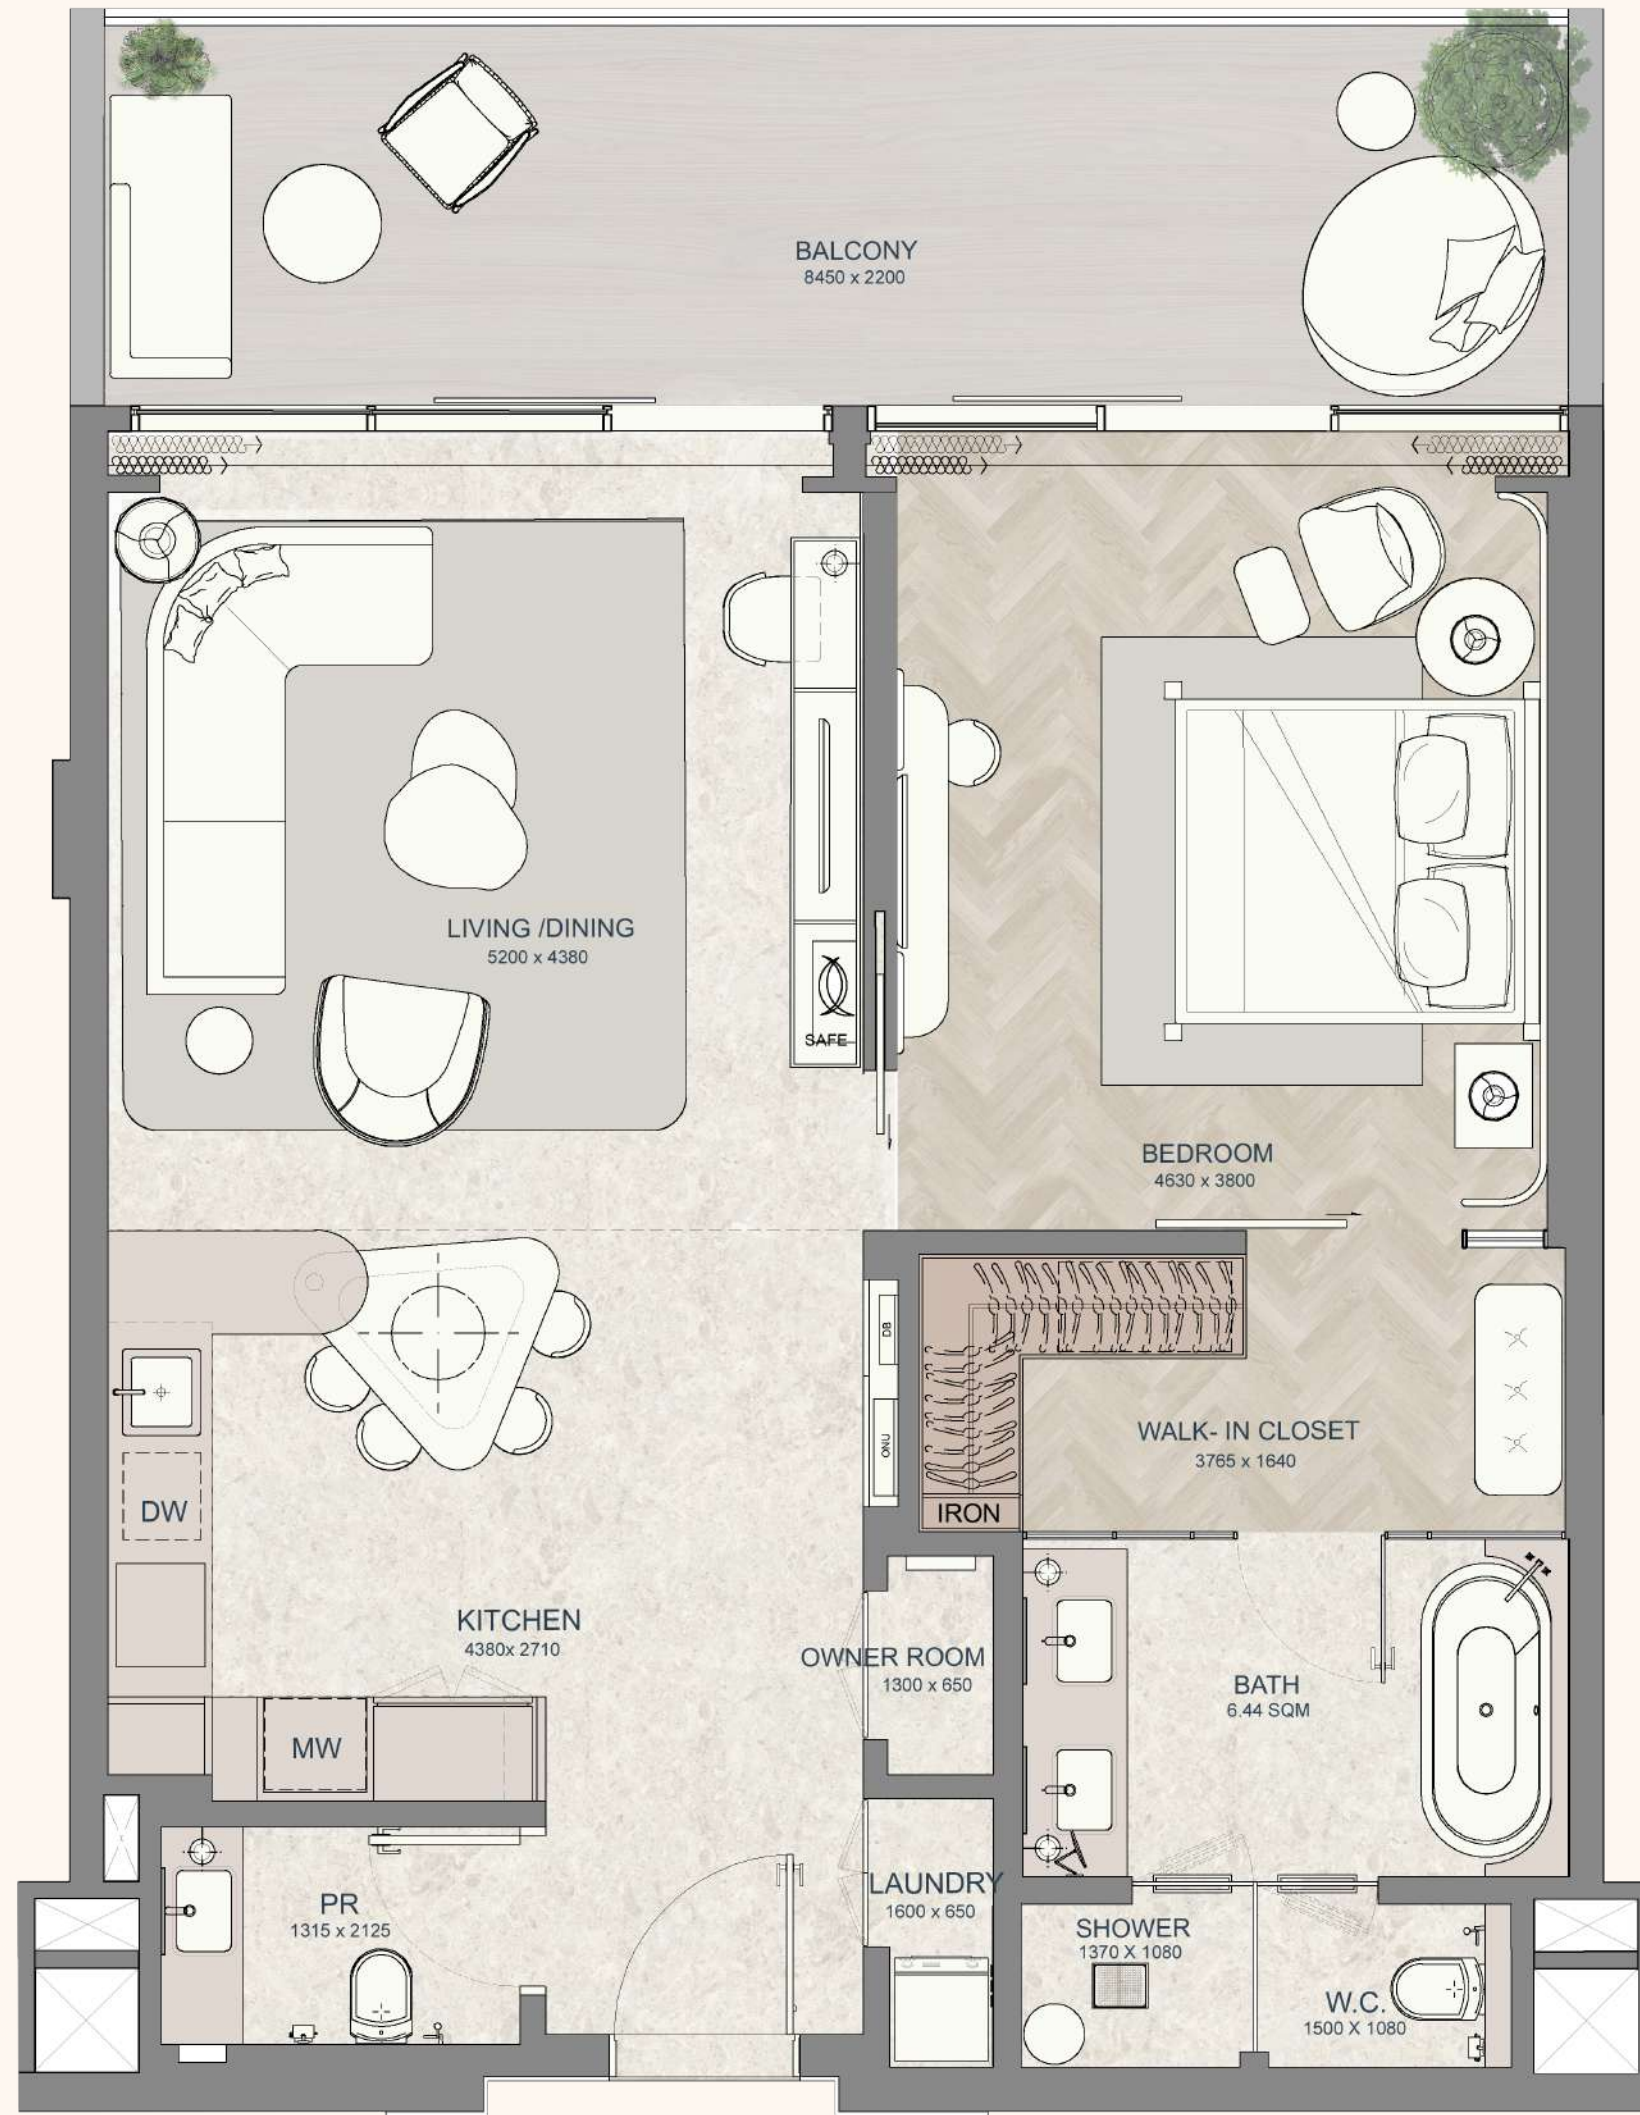 BALCONY
8450 x 2200
LIVING /DINING
5200 x 4380
SAFE
BEDROOM
4630 x 3800
DB
ONU
WALK- IN CLOSET
3765 x 1640
IRON
DW
KITCHEN
4380x 2710
OWNER ROOM
1300 x 650
BATH
6.44 SQM
MW
LAUNDRY
1600 x 650
PR
1315 x 2125
SHOWER
1370 X 1080
W.C.
1500 X 1080